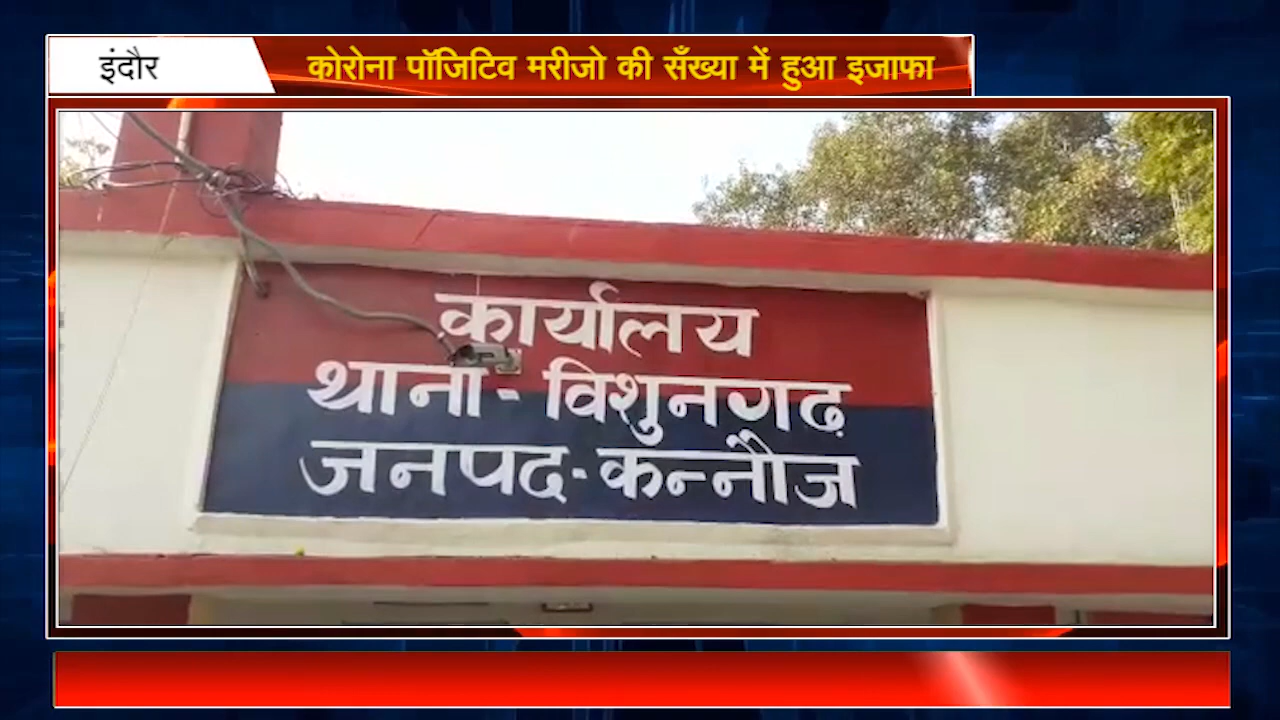 इंदौर
कोरोना पॉजिटिव मरीजो की सँख्या में हुआ इजाफा
कार्यालय
थाना - विशुनगढ़
जनपद - कन्नौज